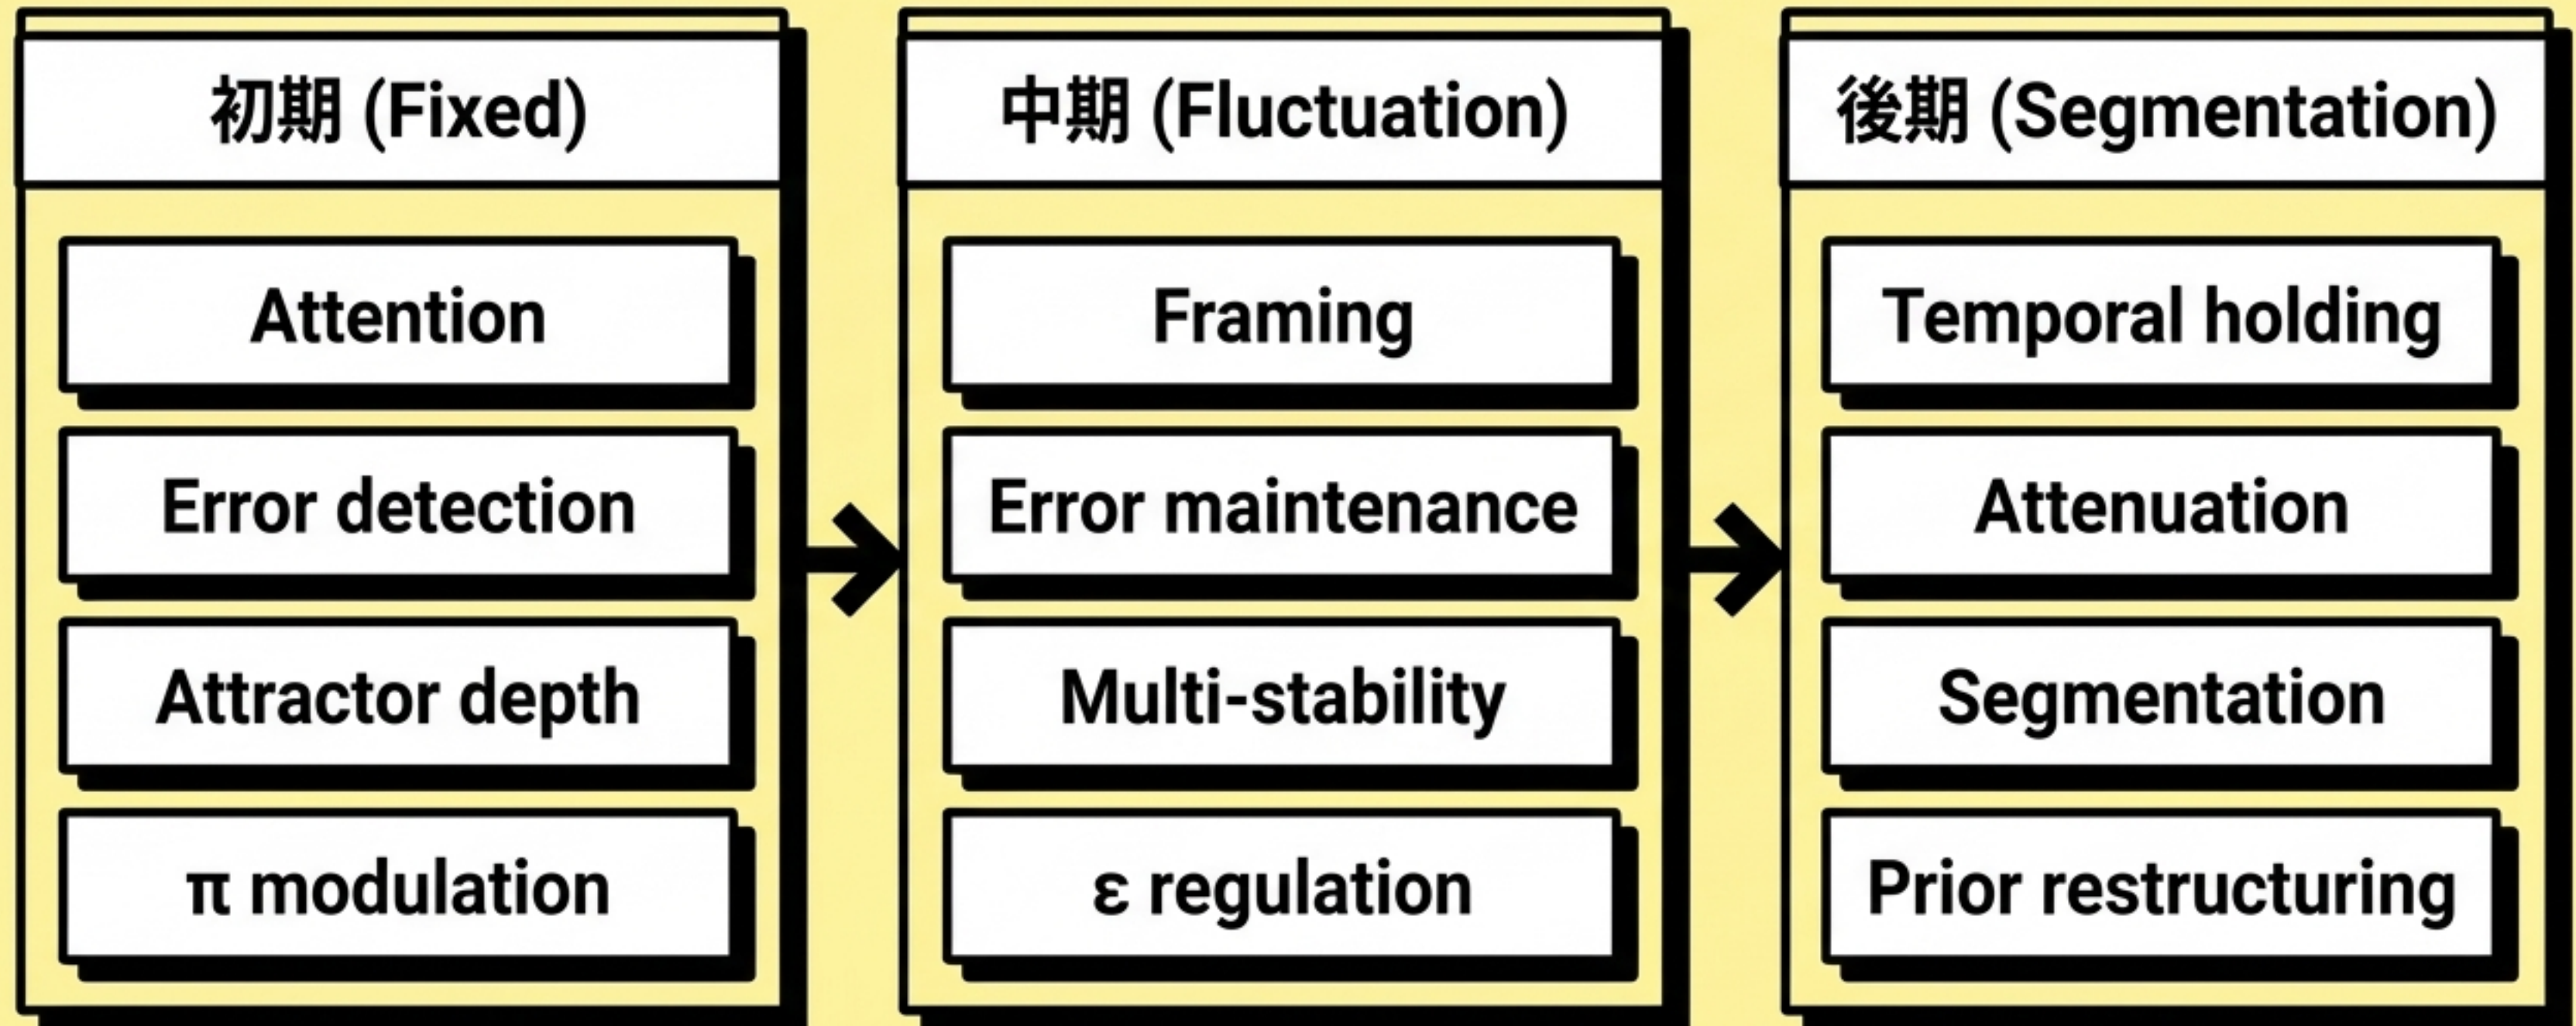 初期 (Fixed)
Attention
Error detection
Attractor depth
π modulation
中期 (Fluctuation)
Framing
Error maintenance
Multi-stability
ε regulation
後期 (Segmentation)
Temporal holding
Attenuation
Segmentation
Prior restructuring